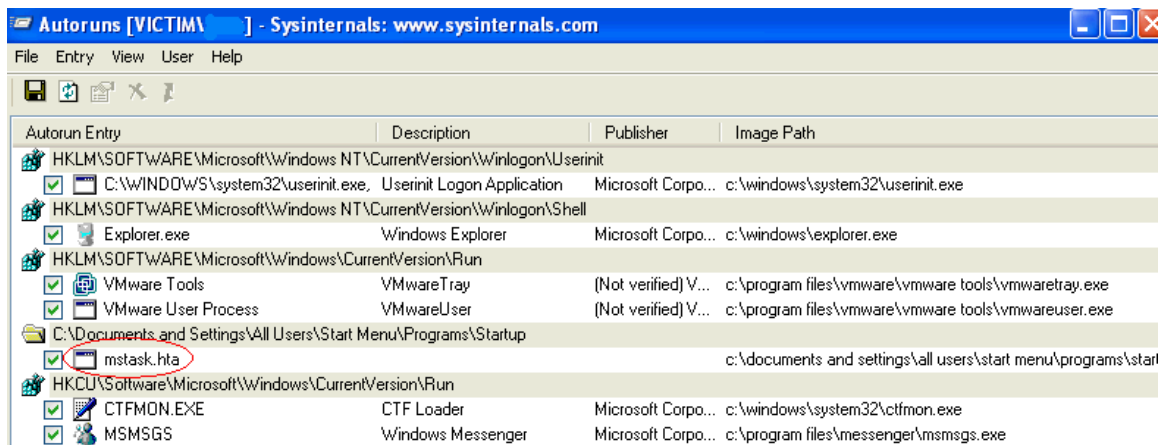 Autoruns [VICTIM\ ] - Sysinternals: www.sysinternals.com
File Entry View User Help
Autorun Entry Description Publisher Image Path
HKLM\SOFTWARE\Microsoft\Windows NT\CurrentVersion\Winlogon\Userinit
C:\WINDOWS\system32\userinit.exe, Userinit Logon Application Microsoft Corpo... c:\windows\system32\userinit.exe
HKLM\SOFTWARE\Microsoft\Windows NT\CurrentVersion\Winlogon\Shell
Explorer.exe Windows Explorer Microsoft Corpo... c:\windows\explorer.exe
HKLM\SOFTWARE\Microsoft\Windows\CurrentVersion\Run
VMware Tools VMwareTray (Not verified) V... c:\program files\vmware\vmware tools\vmwaretray.exe
VMware User Process VMwareUser (Not verified) V... c:\program files\vmware\vmware tools\vmwareuser.exe
C:\Documents and Settings\All Users\Start Menu\Programs\Startup
mstask.hta c:\documents and settings\all users\start menu\programs\start
HKCU\Software\Microsoft\Windows\CurrentVersion\Run
CTFMON.EXE CTF Loader Microsoft Corpo... c:\windows\system32\ctfmon.exe
MSMSGS Windows Messenger Microsoft Corpo... c:\program files\messenger\msmsgs.exe